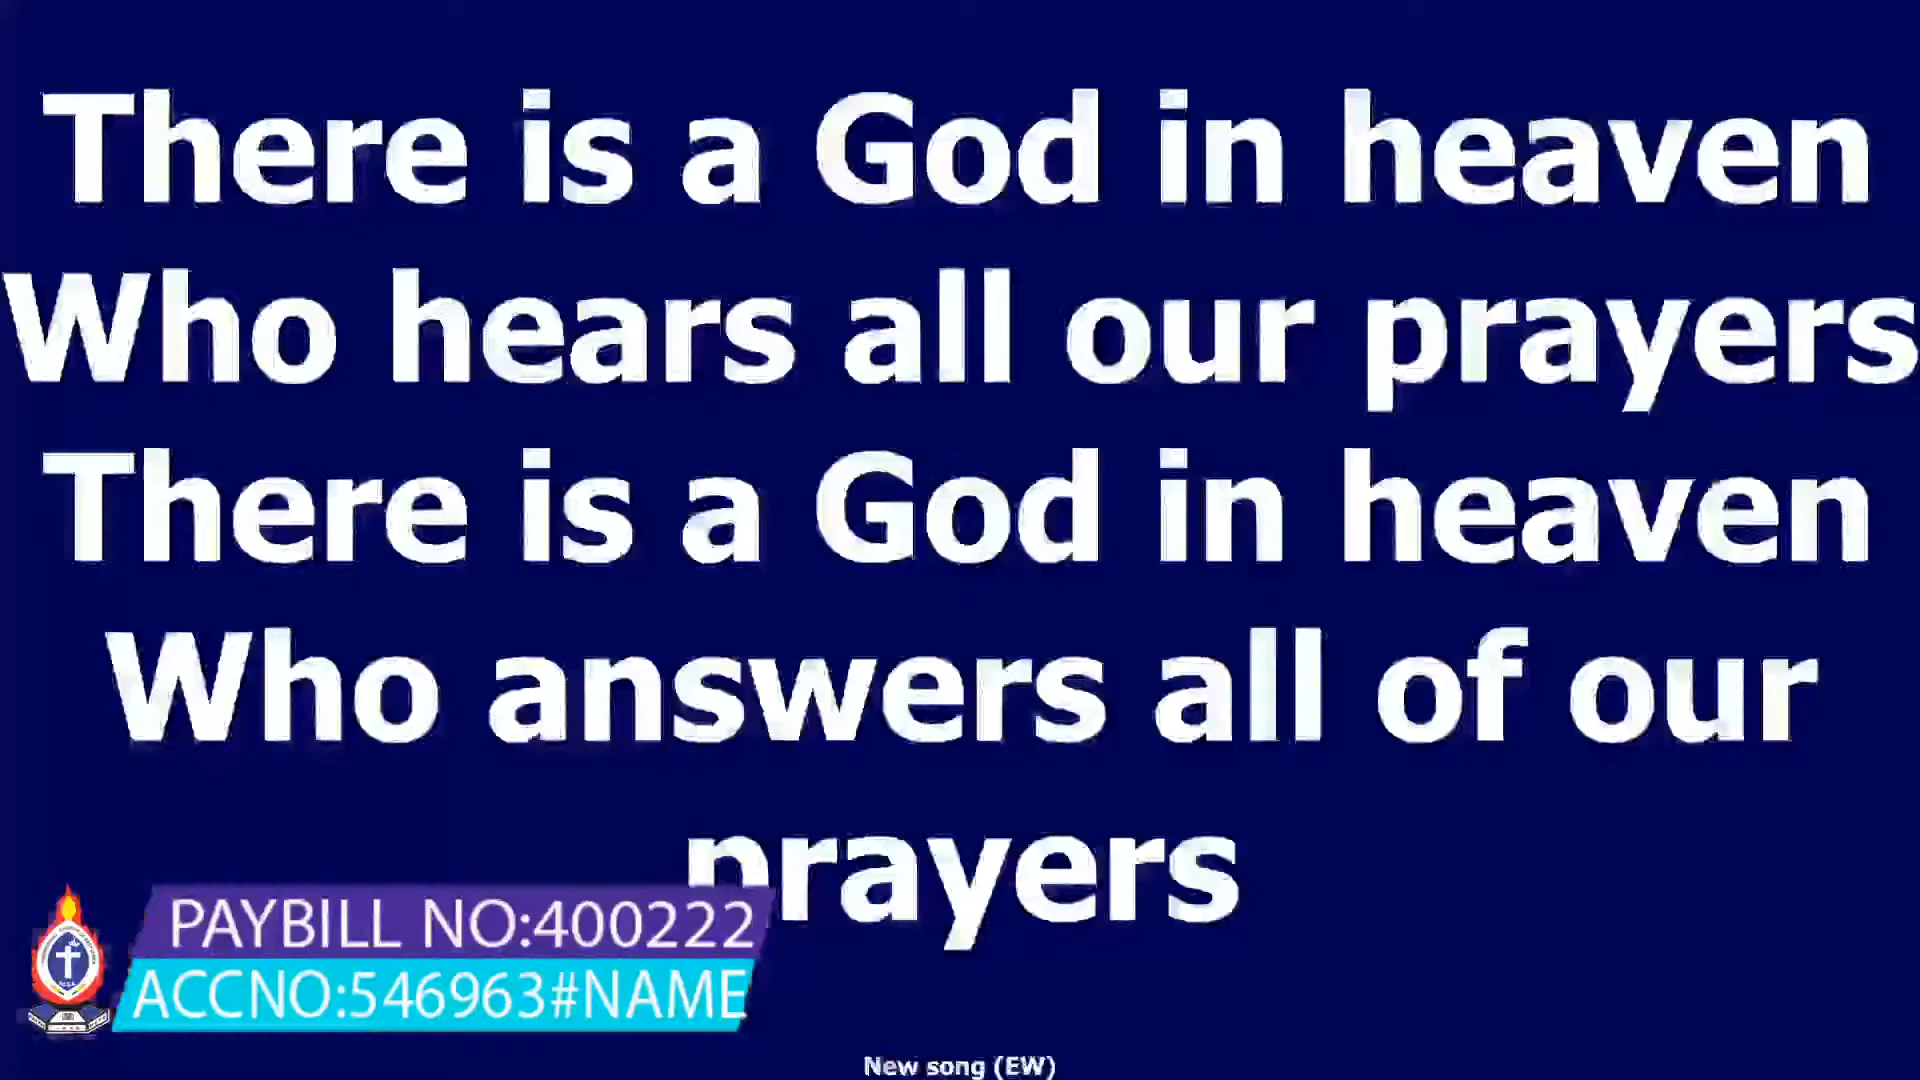 There is a God in heaven
Who hears all our prayers
There is a God in heaven
Who answers all of our
prayers
PAYBILL NO:400222
ACCNO:546963#NAME
New song (EW)